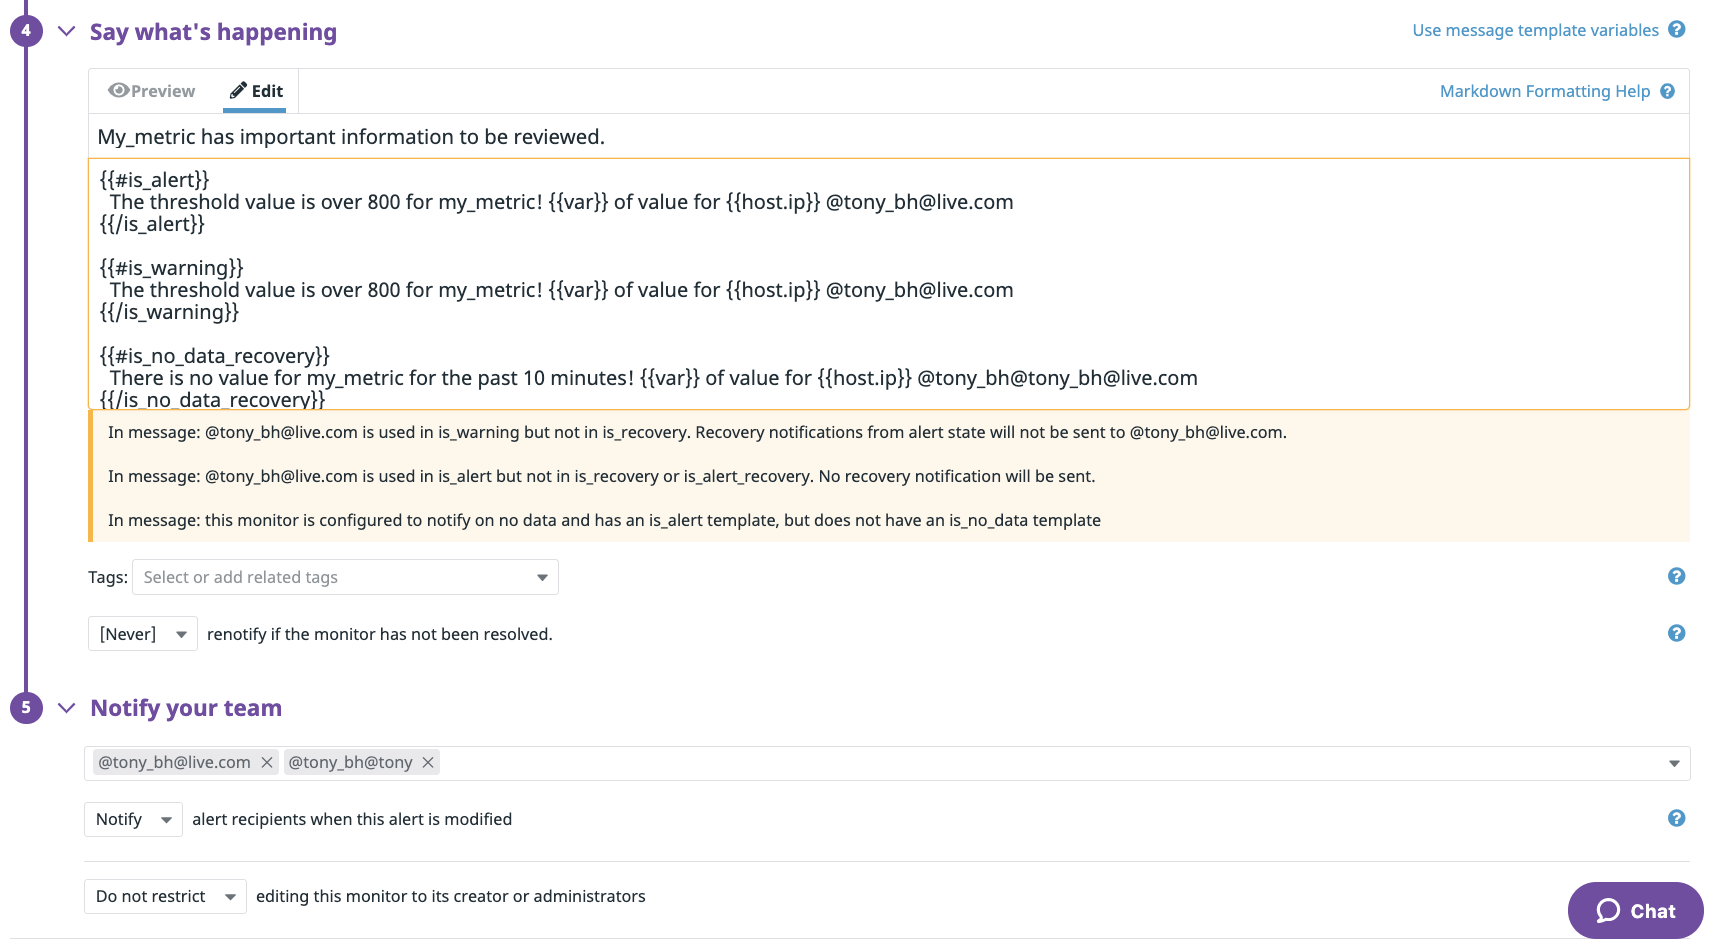 4
Say what's happening
Use message template variables ?
Preview
Edit
Markdown Formatting Help ?
My_metric has important information to be reviewed.
{{#is_alert}}
The threshold value is over 800 for my_metric! {{var}} of value for {{host.ip}} @tony_bh@live.com
{{/is_alert}}
{{#is_warning}}
The threshold value is over 800 for my_metric! {{var}} of value for {{host.ip}} @tony_bh@live.com
{{/is_warning}}
{{#is_no_data_recovery}}
There is no value for my_metric for the past 10 minutes! {{var}} of value for {{host.ip}} @tony_bh@tony_bh@live.com
{{/is_no_data_recovery}}
In message: @tony_bh@live.com is used in is_warning but not in is_recovery. Recovery notifications from alert state will not be sent to @tony_bh@live.com.
In message: @tony_bh@live.com is used in is_alert but not in is_recovery or is_alert_recovery. No recovery notification will be sent.
In message: this monitor is configured to notify on no data and has an is_alert template, but does not have an is_no_data template
Tags: Select or add related tags ?
[Never] renotify if the monitor has not been resolved. ?
5
Notify your team
@tony_bh@live.com × @tony_bh@tony ×
Notify alert recipients when this alert is modified ?
Do not restrict editing this monitor to its creator or administrators
Chat